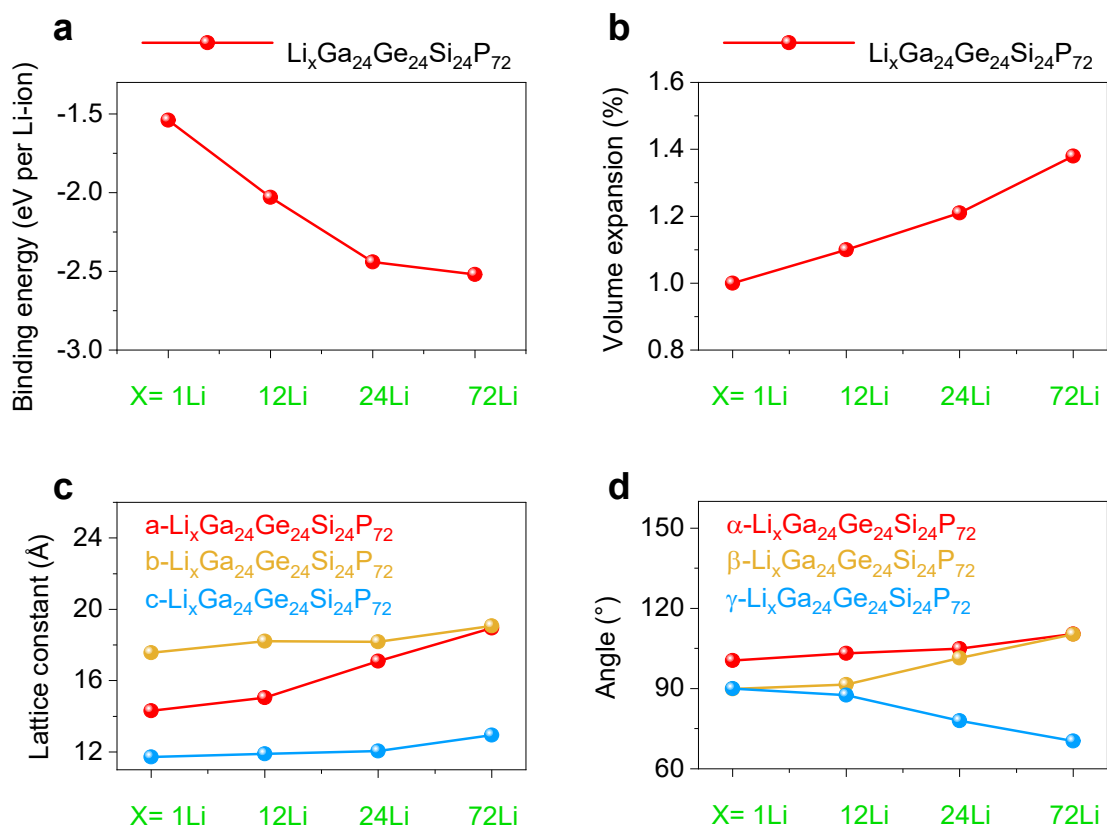 a
LiₓGa₂₄Ge₂₄Si₂₄P₇₂
Binding energy (eV per Li-ion)
-1.5
-2.0
-2.5
-3.0
X= 1Li 12Li 24Li 72Li
b
LiₓGa₂₄Ge₂₄Si₂₄P₇₂
Volume expansion (%)
1.6
1.4
1.2
1.0
0.8
X= 1Li 12Li 24Li 72Li
c
a-LiₓGa₂₄Ge₂₄Si₂₄P₇₂
b-LiₓGa₂₄Ge₂₄Si₂₄P₇₂
c-LiₓGa₂₄Ge₂₄Si₂₄P₇₂
Lattice constant (Å)
24
20
16
12
X= 1Li 12Li 24Li 72Li
d
α-LiₓGa₂₄Ge₂₄Si₂₄P₇₂
β-LiₓGa₂₄Ge₂₄Si₂₄P₇₂
γ-LiₓGa₂₄Ge₂₄Si₂₄P₇₂
Angle (°)
150
120
90
60
X= 1Li 12Li 24Li 72Li